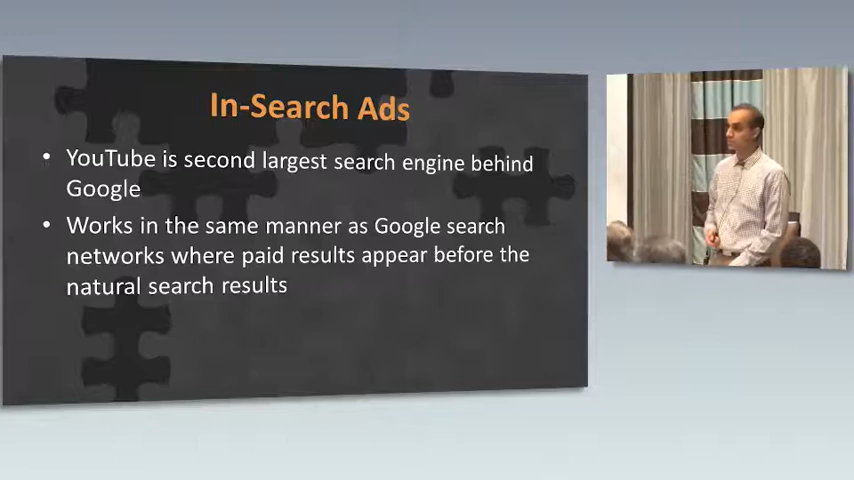 In-Search Ads
• YouTube is second largest search engine behind
Google
• Works in the same manner as Google search
networks where paid results appear before the
natural search results